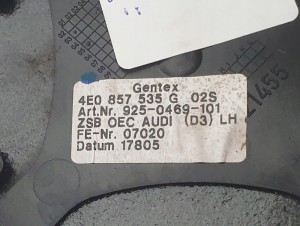 Gentex
4E0 857 535 G 02S
Art.Nr. 925-0469-101
ZSB OEC AUDI (D3) LH
FE-Nr. 07020
Datum 17805
1455